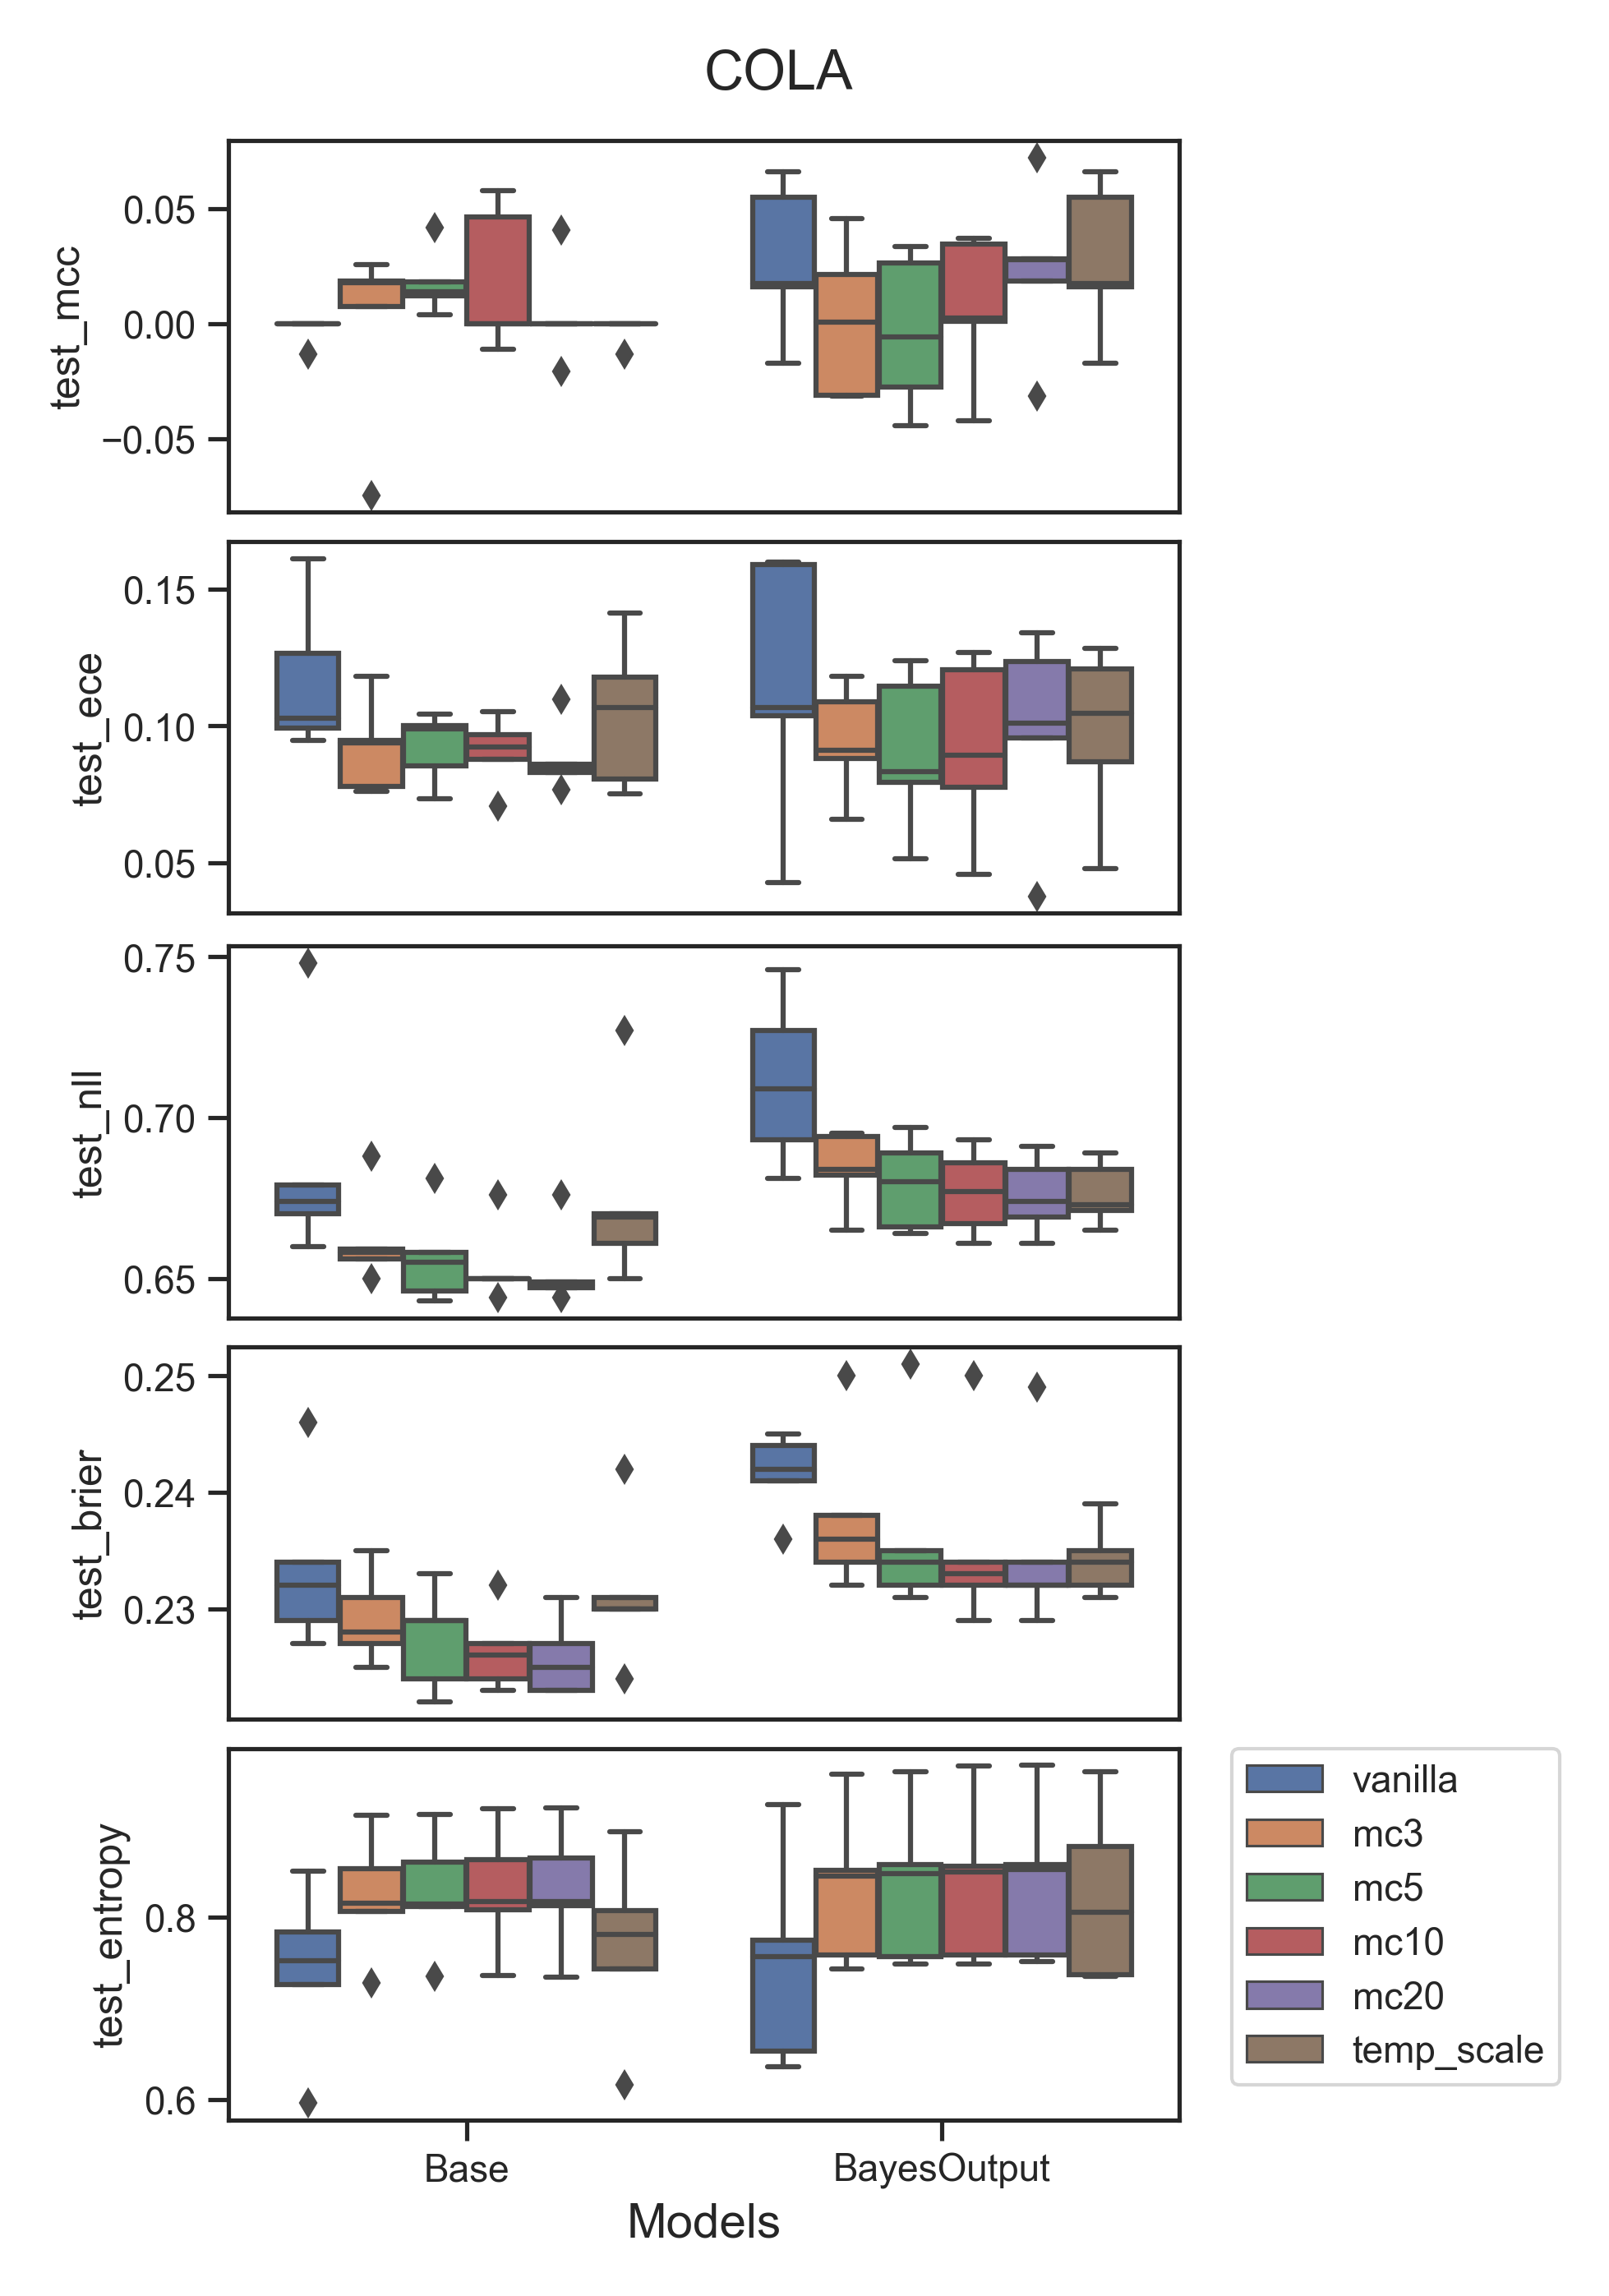 COLA
test_mcc
0.05
0.00
−0.05
test_ece
0.15
0.10
0.05
test_nll
0.75
0.70
0.65
test_brier
0.25
0.24
0.23
test_entropy
0.8
0.6
Base
BayesOutput
Models
vanilla
mc3
mc5
mc10
mc20
temp_scale